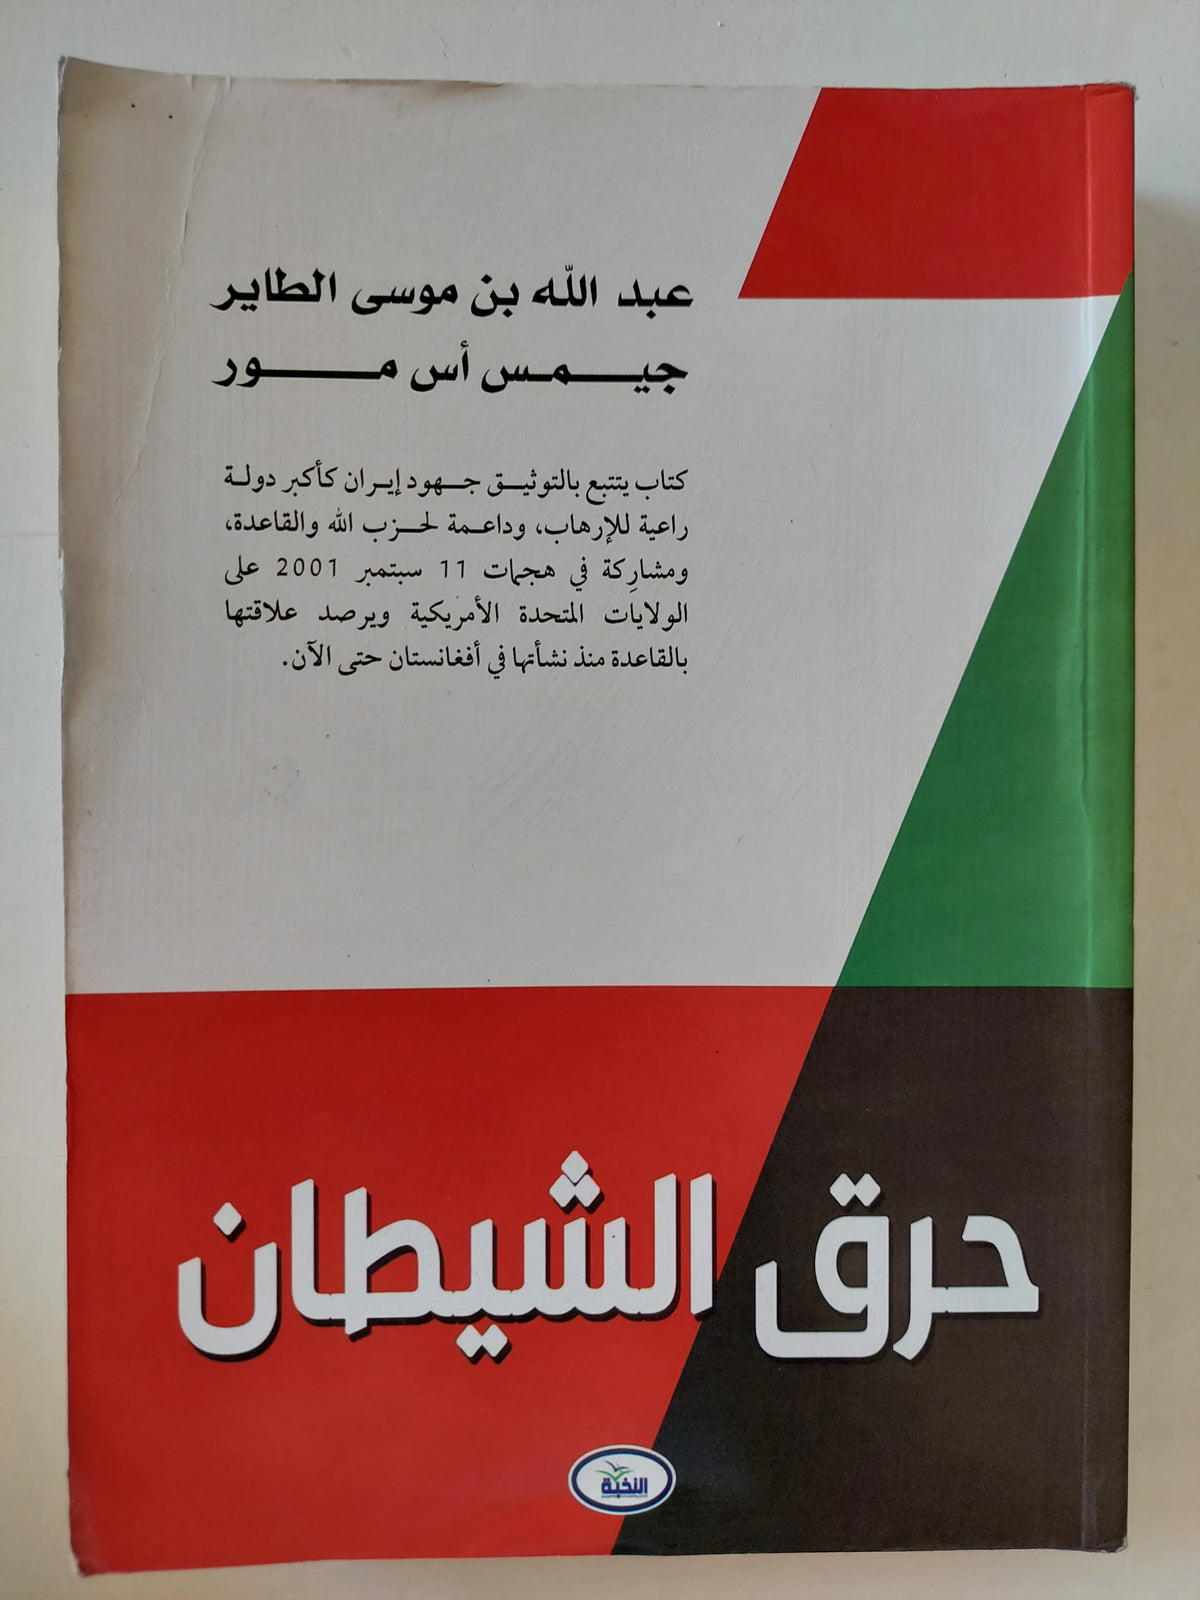 عبد الله بن موسى الطاير
جيمس أس مور
كتاب يتتبع بالتوثيق جهود إيران كأكبر دولة
راعية للإرهاب، وداعمة لحزب الله والقاعدة،
ومشارِكة في هجمات 11 سبتمبر 2001 على
الولايات المتحدة الأمريكية ويرصد علاقتها
بالقاعدة منذ نشأتها في أفغانستان حتى الآن.
حرق الشيطان
النخبة